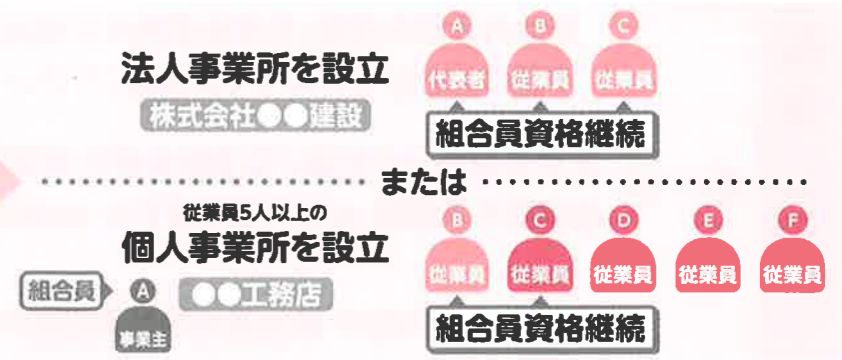 A B C
法人事業所を設立
代表者 従業員 従業員
株式会社●●建設
組合員資格継続
または
従業員5人以上の
個人事業所を設立
B C D E F
従業員 従業員 従業員 従業員 従業員
組合員 A ●●工務店
事業主
組合員資格継続